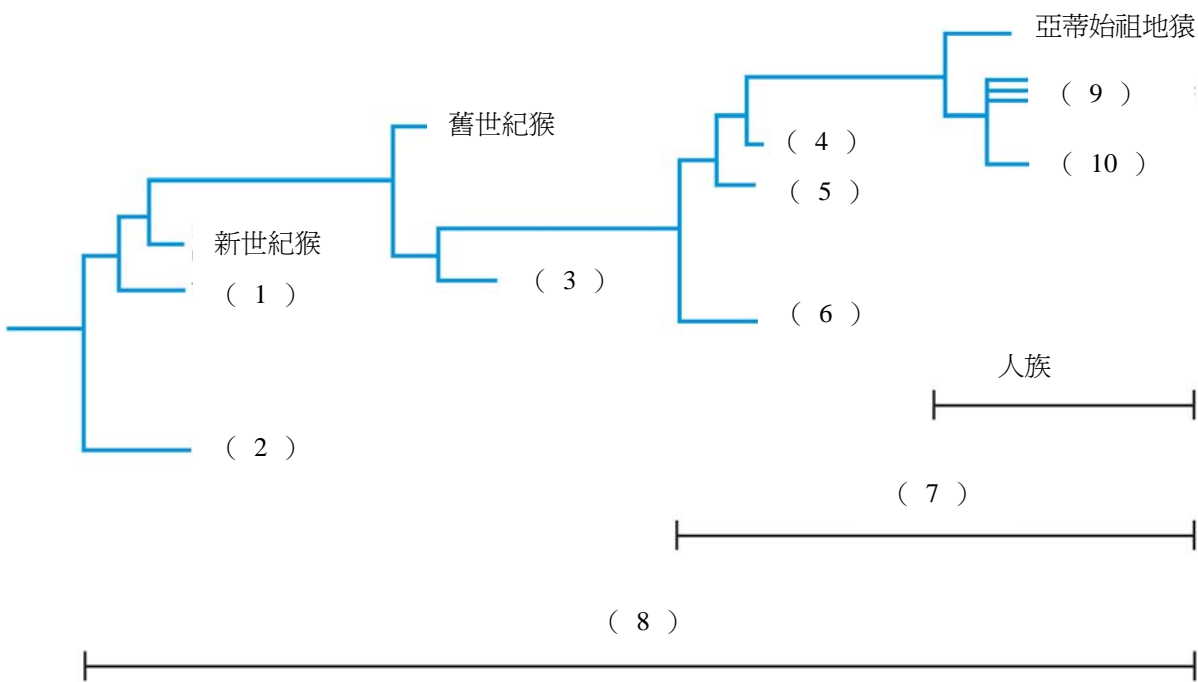 亞蒂始祖地猿
（ 9 ）
舊世紀猴
（ 4 ）
（ 10 ）
（ 5 ）
新世紀猴
（ 3 ）
（ 1 ）
（ 6 ）
人族
（ 2 ）
（ 7 ）
（ 8 ）